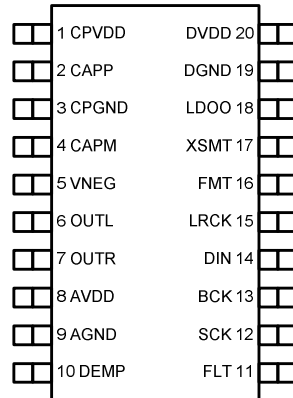 1 CPVDD DVDD 20
2 CAPP DGND 19
3 CPGND LDOO 18
4 CAPM XSMT 17
5 VNEG FMT 16
6 OUTL LRCK 15
7 OUTR DIN 14
8 AVDD BCK 13
9 AGND SCK 12
10 DEMP FLT 11